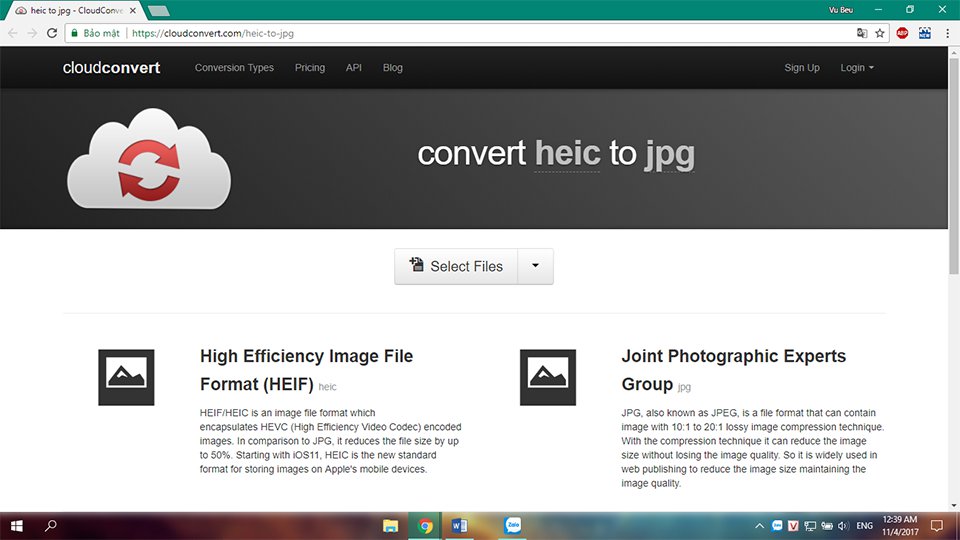 heic to jpg - CloudConve
Vu Beu
Bảo mật | https://cloudconvert.com/heic-to-jpg
ABP
NEW
cloudconvert
Conversion Types
Pricing
API
Blog
Sign Up
Login
convert heic to jpg
Select Files
High Efficiency Image File
Format (HEIF) heic
HEIF/HEIC is an image file format which
encapsulates HEVC (High Efficiency Video Codec) encoded
images. In comparison to JPG, it reduces the file size by up
to 50%. Starting with iOS11, HEIC is the new standard
format for storing images on Apple's mobile devices.
Joint Photographic Experts
Group jpg
JPG, also known as JPEG, is a file format that can contain
image with 10:1 to 20:1 lossy image compression technique.
With the compression technique it can reduce the image
size without losing the image quality. So it is widely used in
web publishing to reduce the image size maintaining the
image quality.
Zalo
V
ENG
12:39 AM
11/4/2017